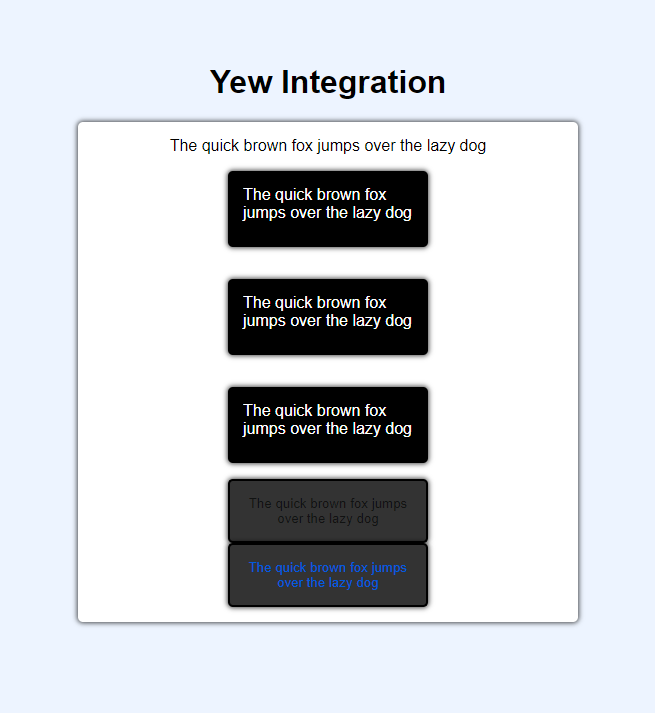 Yew Integration
The quick brown fox jumps over the lazy dog
The quick brown fox
jumps over the lazy dog
The quick brown fox
jumps over the lazy dog
The quick brown fox
jumps over the lazy dog
The quick brown fox jumps
over the lazy dog
The quick brown fox jumps
over the lazy dog